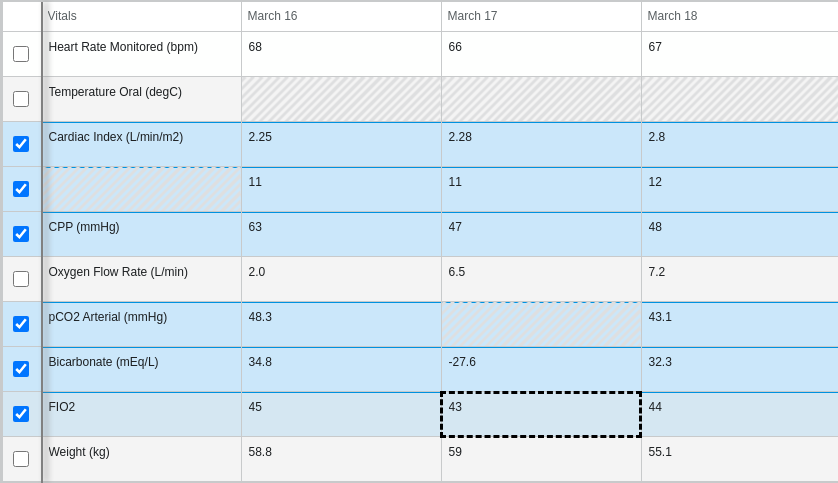 Vitals March 16 March 17 March 18
Heart Rate Monitored (bpm) 68 66 67
Temperature Oral (degC)
Cardiac Index (L/min/m2) 2.25 2.28 2.8
11 11 12
CPP (mmHg) 63 47 48
Oxygen Flow Rate (L/min) 2.0 6.5 7.2
pCO2 Arterial (mmHg) 48.3 43.1
Bicarbonate (mEq/L) 34.8 -27.6 32.3
FIO2 45 43 44
Weight (kg) 58.8 59 55.1